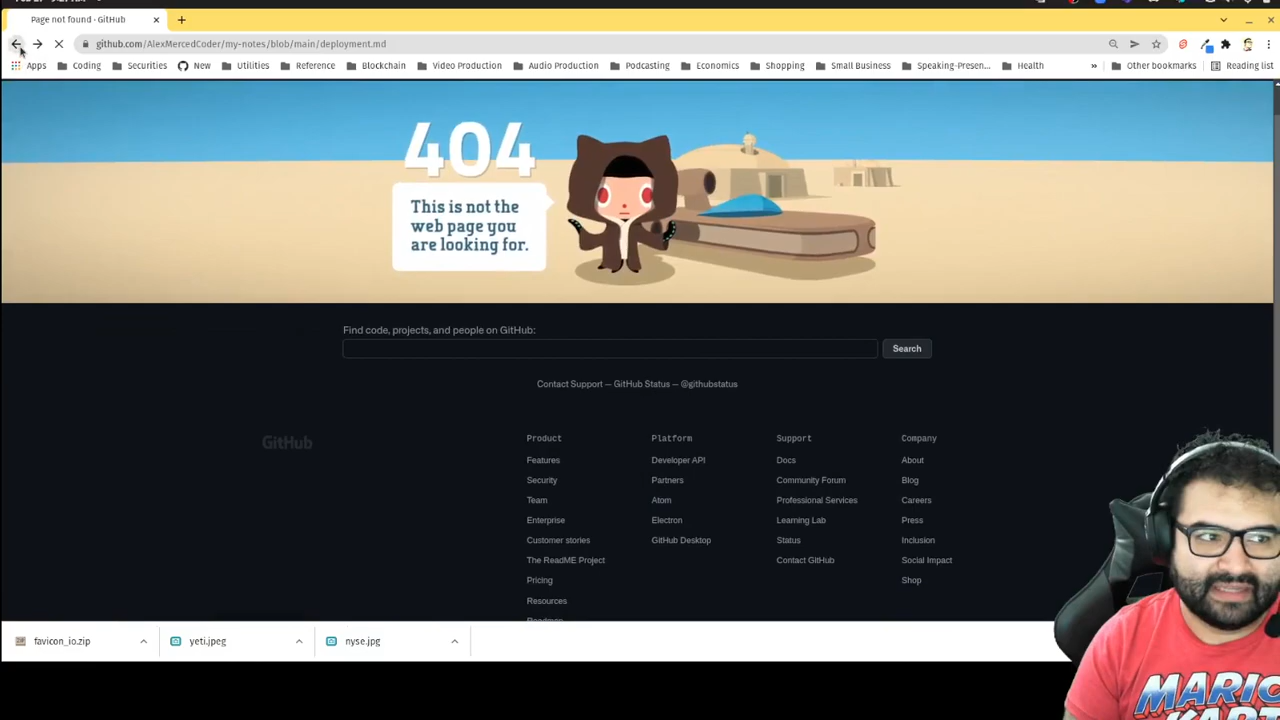 Page not found · GitHub
github.com/AlexMercedCoder/my-notes/blob/main/deployment.md
Apps Coding Securities New Utilities Reference Blockchain Video Production Audio Production Podcasting Economics Shopping Small Business Speaking-Presen... Health » Other bookmarks Reading list
404
This is not the
web page you
are looking for.
Find code, projects, and people on GitHub:
Search
Contact Support — GitHub Status — @githubstatus
GitHub
Product Platform Support Company
Features Developer API Docs About
Security Partners Community Forum Blog
Team Atom Professional Services Careers
Enterprise Electron Learning Lab Press
Customer stories GitHub Desktop Status Inclusion
The ReadME Project Contact GitHub Social Impact
Pricing Shop
Resources
favicon_io.zip yeti.jpeg nyse.jpg
MARIO